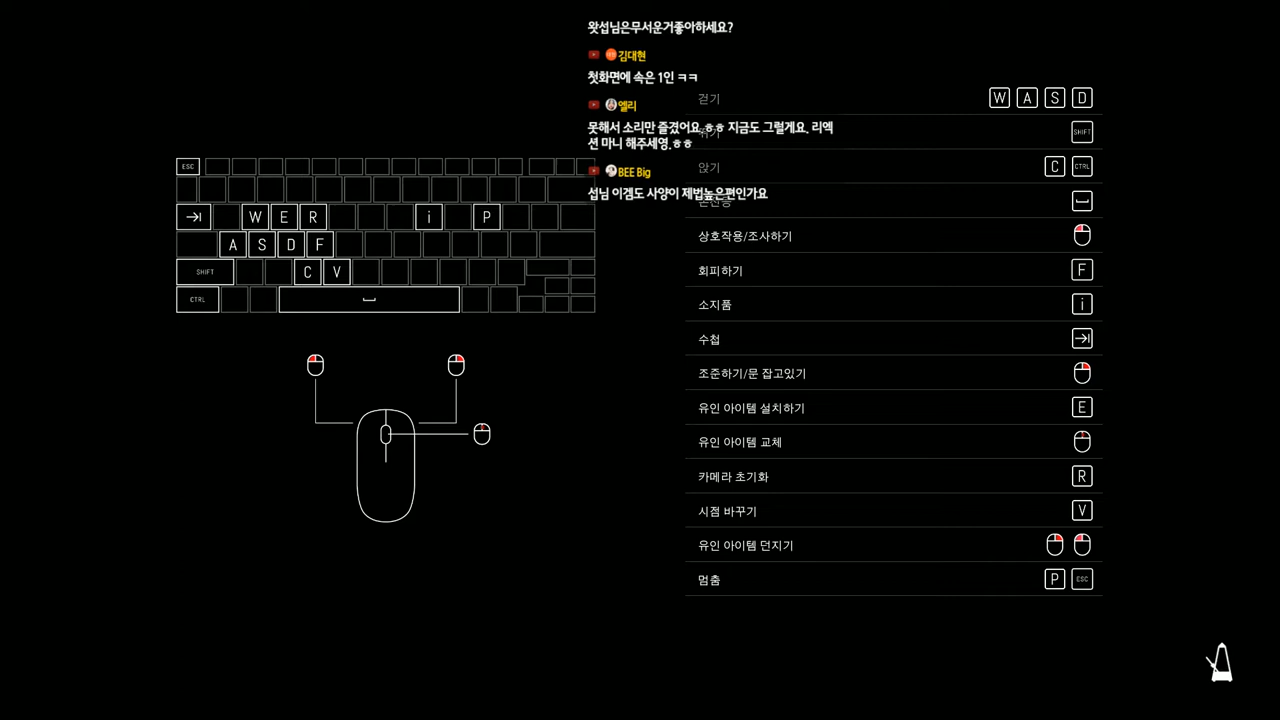 왓섭님은무서운거좋아하세요?
김대현
첫화면에 속은 1인 ㅋㅋ
엘리
못해서 소리만 즐겼어요.ㅎㅎ 지금도 그럴게요. 리엑
션 마니 해주세영.ㅎㅎ
BEE Big
섭님 이겜도 사양이 제법높은편인가요
걷기 W A S D
SHIFT
앉기 C CTRL
상호작용/조사하기
회피하기 F
소지품 i
수첩
조준하기/문 잡고있기
유인 아이템 설치하기 E
유인 아이템 교체
카메라 초기화 R
시점 바꾸기 V
유인 아이템 던지기
멈춤 P ESC
ESC
W E R i P
A S D F
SHIFT C V
CTRL